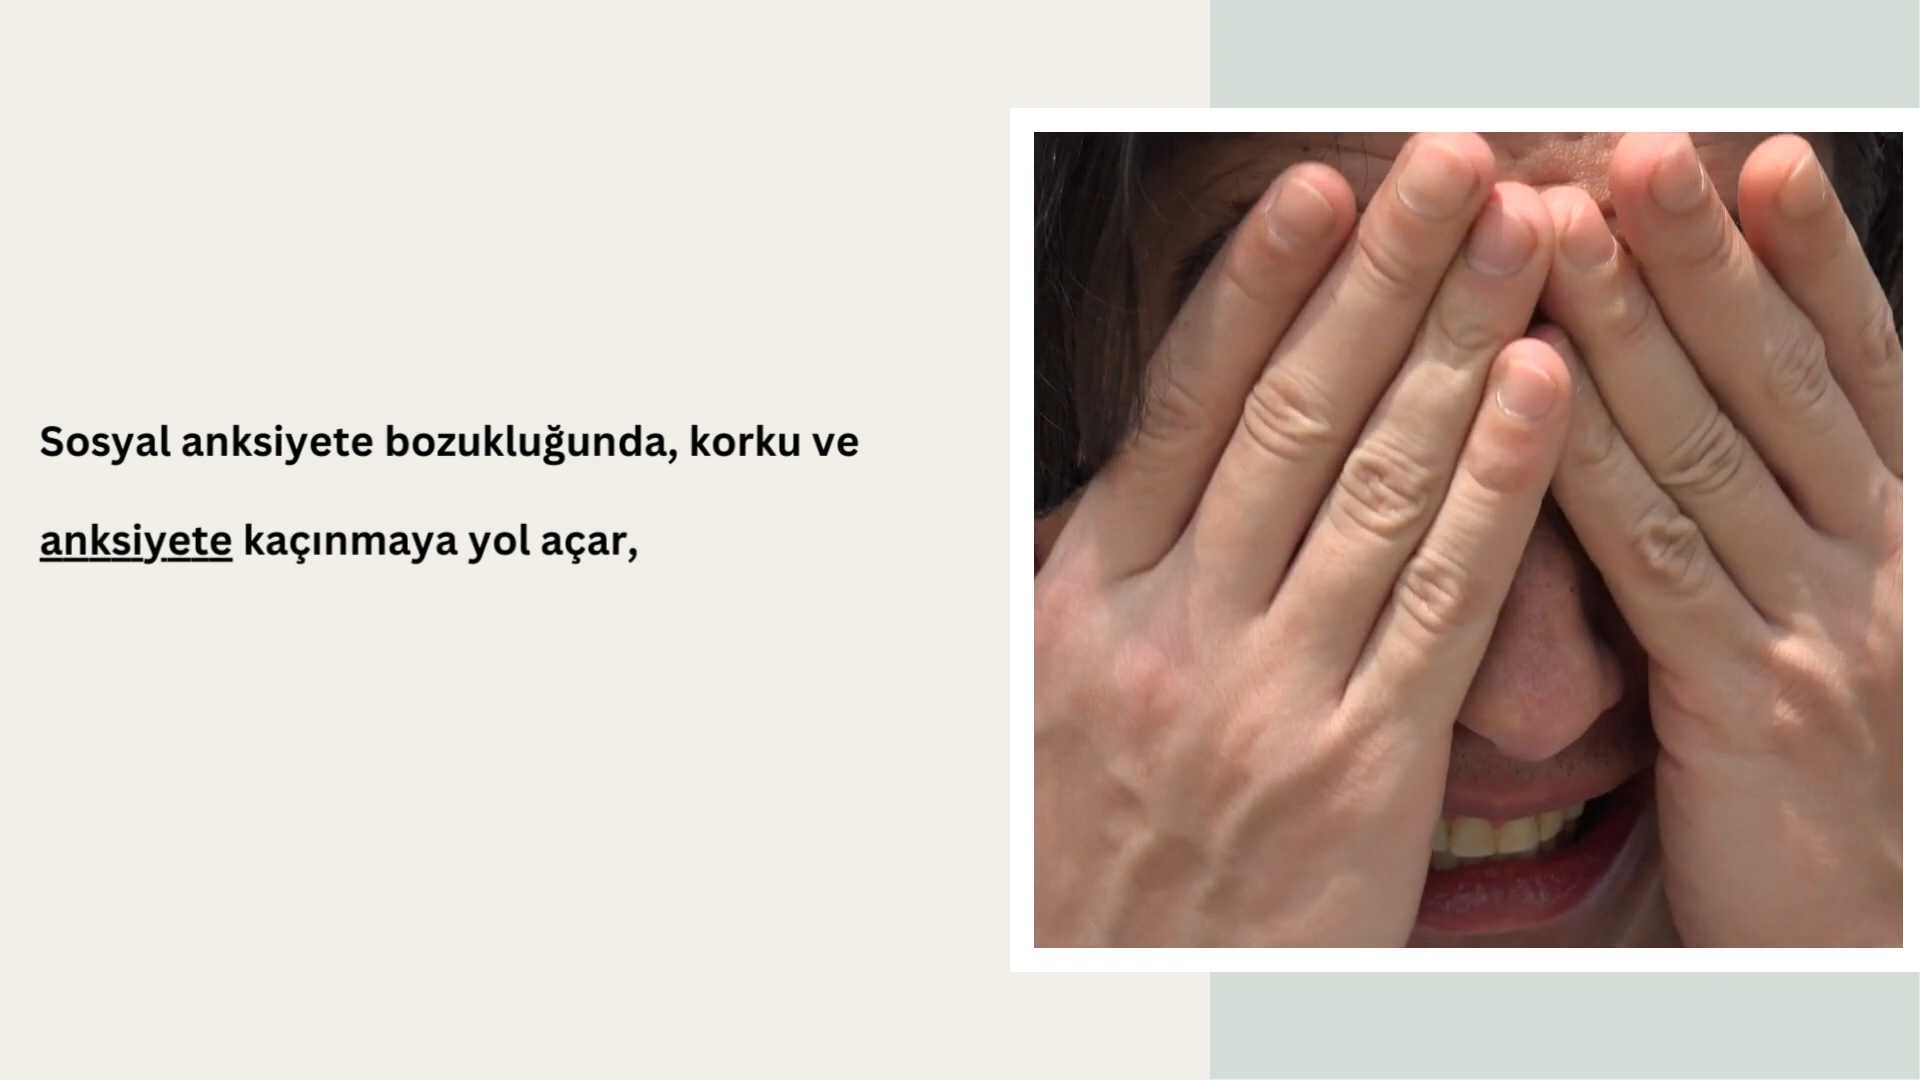 Sosyal anksiyete bozukluğunda, korku ve
anksiyete kaçınmaya yol açar,